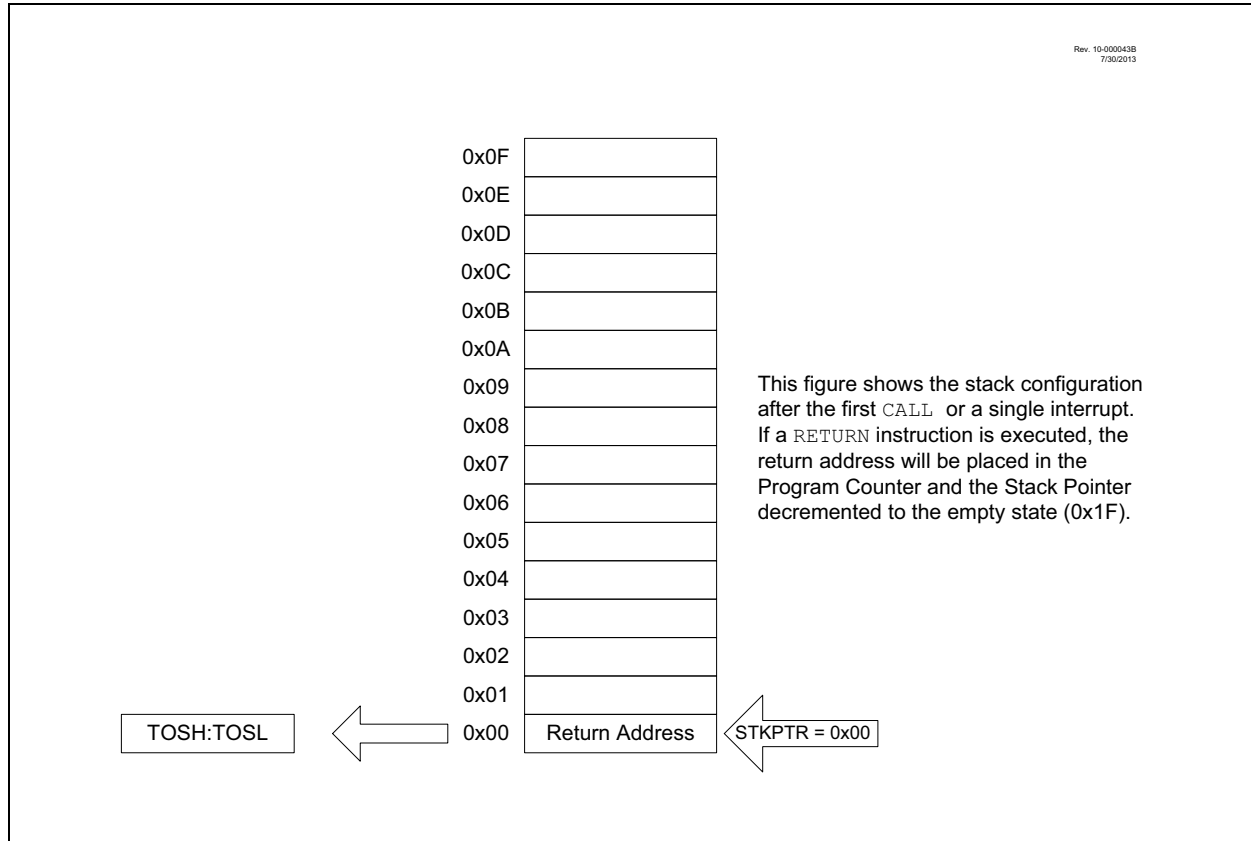 Rev. 10-000043B
7/30/2013
0x0F
0x0E
0x0D
0x0C
0x0B
0x0A
0x09
0x08
0x07
0x06
0x05
0x04
0x03
0x02
0x01
This figure shows the stack configuration
after the first CALL or a single interrupt.
If a RETURN instruction is executed, the
return address will be placed in the
Program Counter and the Stack Pointer
decremented to the empty state (0x1F).
TOSH:TOSL
0x00
Return Address
STKPTR = 0x00